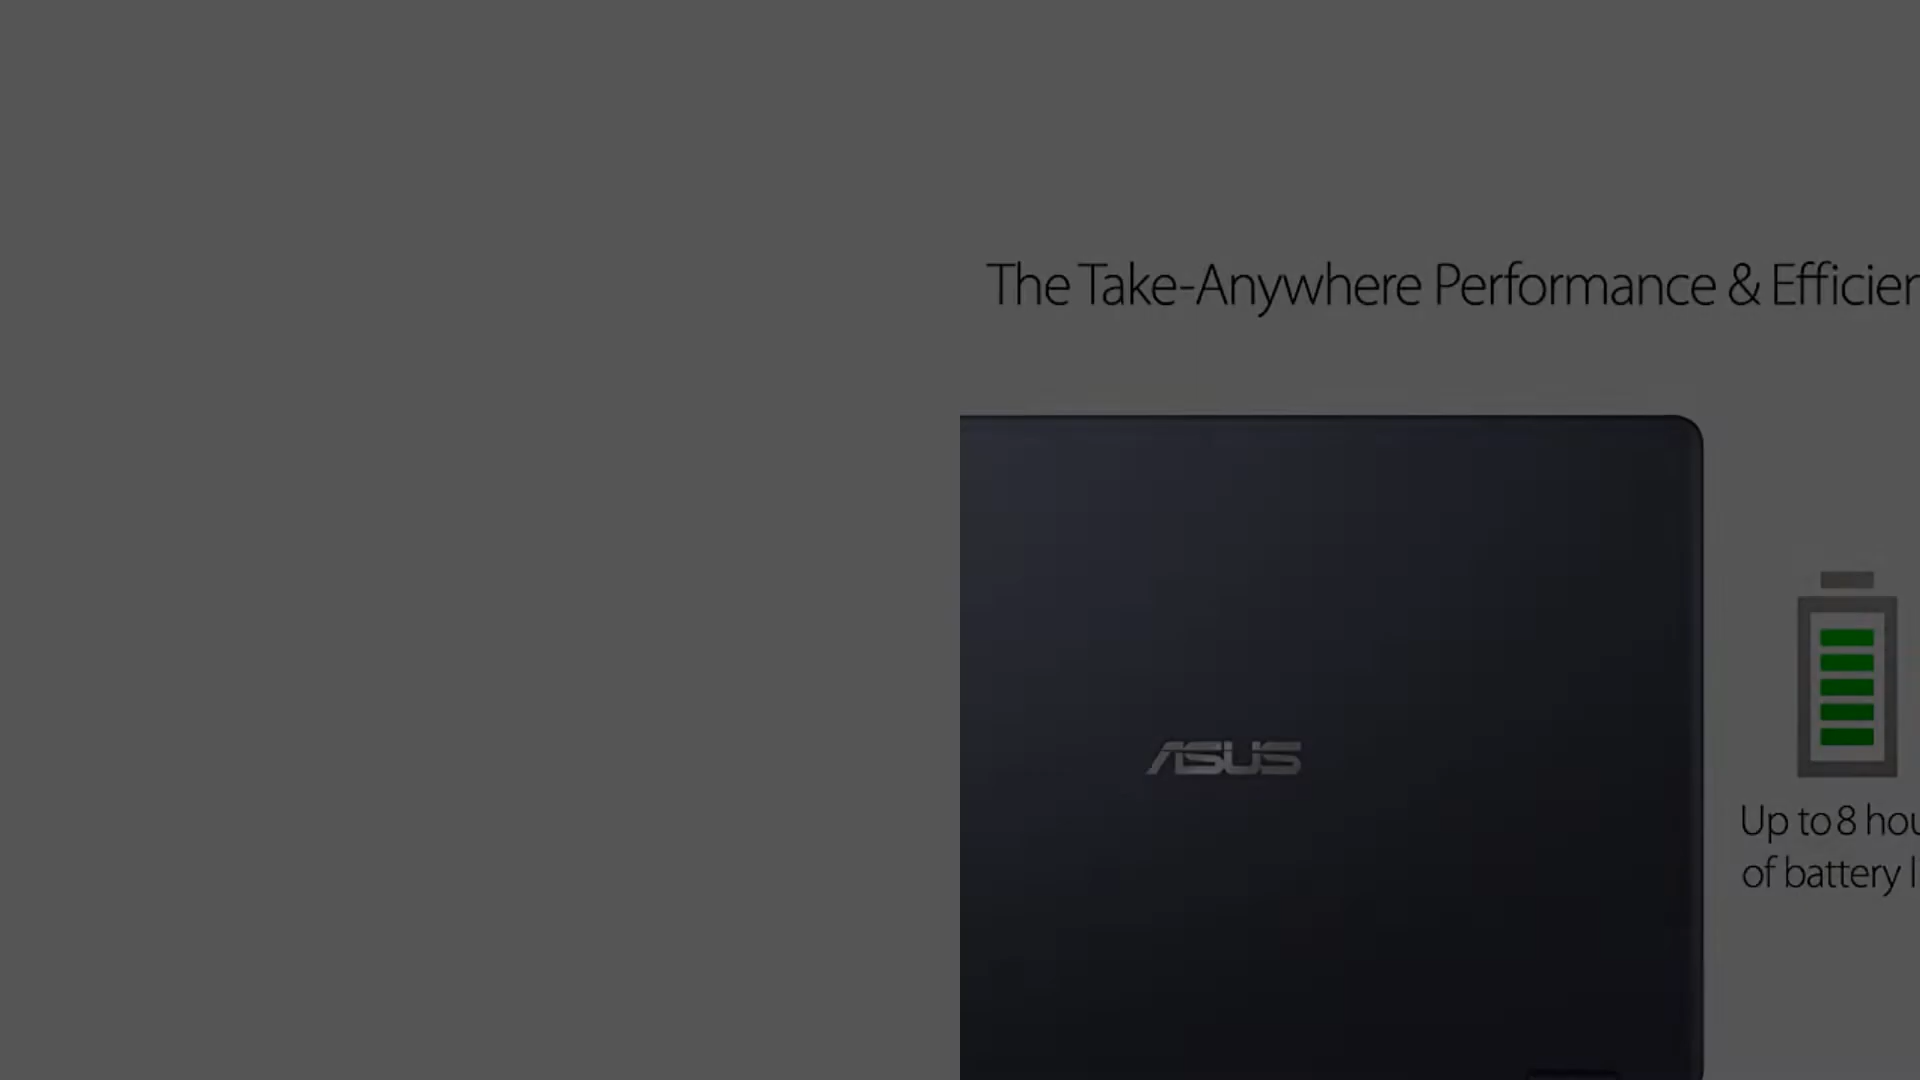 The Take-Anywhere Performance & Efficien
ASUS
Up to 8 hou
of battery l